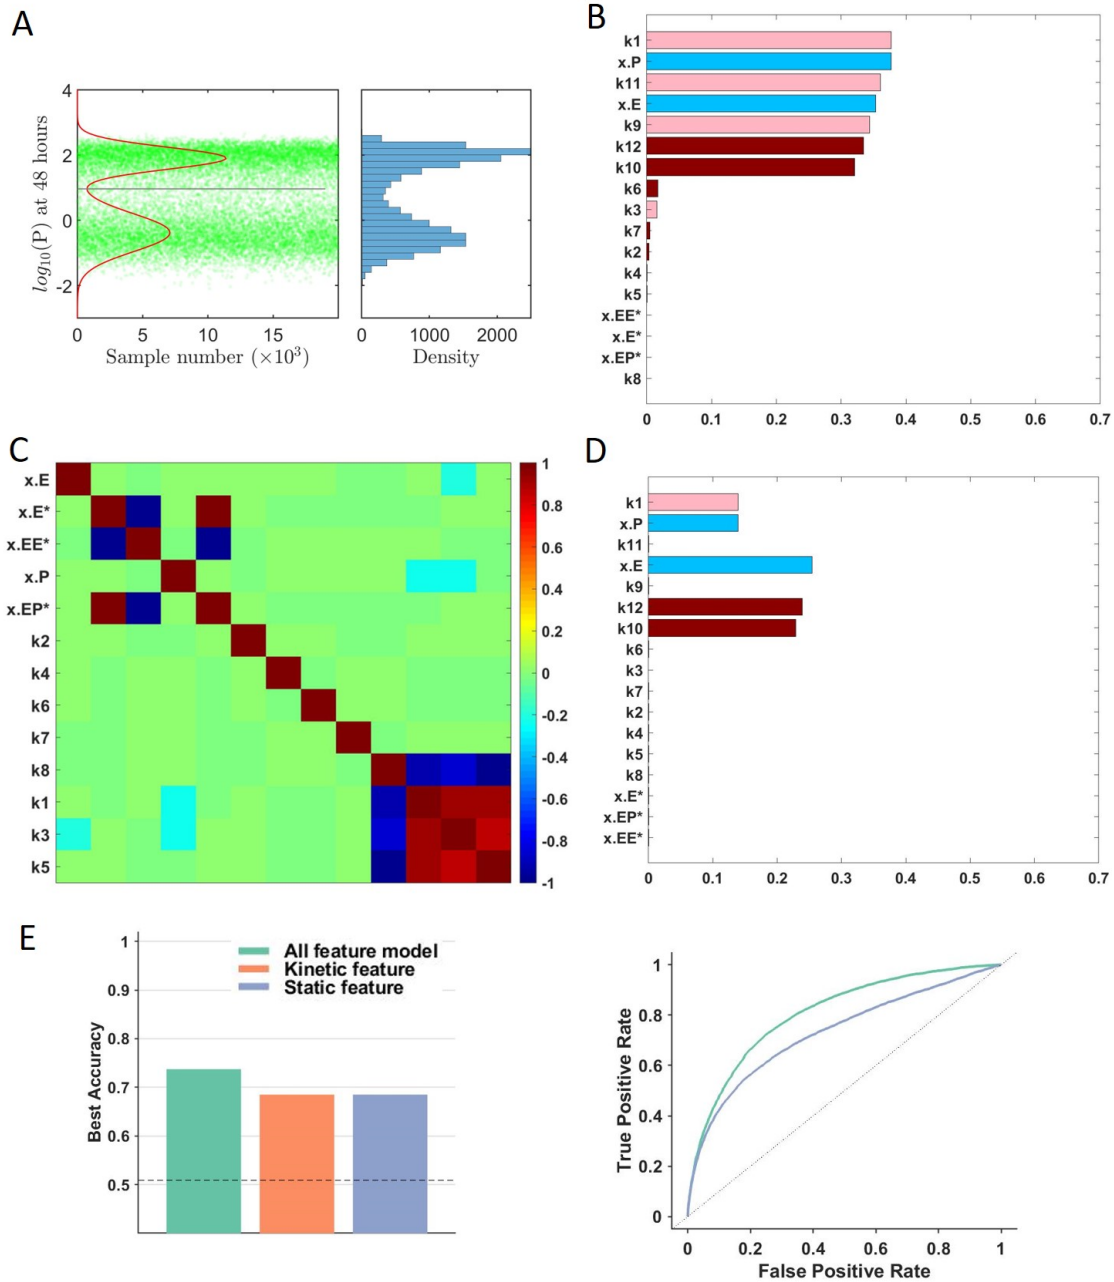 A
log10(P) at 48 hours
4
2
0
-2
0
5
10
15
Sample number (×10³)
0
1000
2000
Density
B
k1
x.P
k11
x.E
k9
k12
k10
k6
k3
k7
k2
k4
k5
x.EE*
x.E*
x.EP*
k8
0
0.1
0.2
0.3
0.4
0.5
0.6
0.7
C
x.E
x.E*
x.EE*
x.P
x.EP*
k2
k4
k6
k7
k8
k1
k3
k5
1
0.8
0.6
0.4
0.2
0
-0.2
-0.4
-0.6
-0.8
-1
D
k1
x.P
k11
x.E
k9
k12
k10
k6
k3
k7
k2
k4
k5
k8
x.E*
x.EP*
x.EE*
0
0.1
0.2
0.3
0.4
0.5
0.6
0.7
E
Best Accuracy
1
0.9
0.8
0.7
0.6
0.5
All feature model
Kinetic feature
Static feature
True Positive Rate
1
0.8
0.6
0.4
0.2
0
0
0.2
0.4
0.6
0.8
1
False Positive Rate